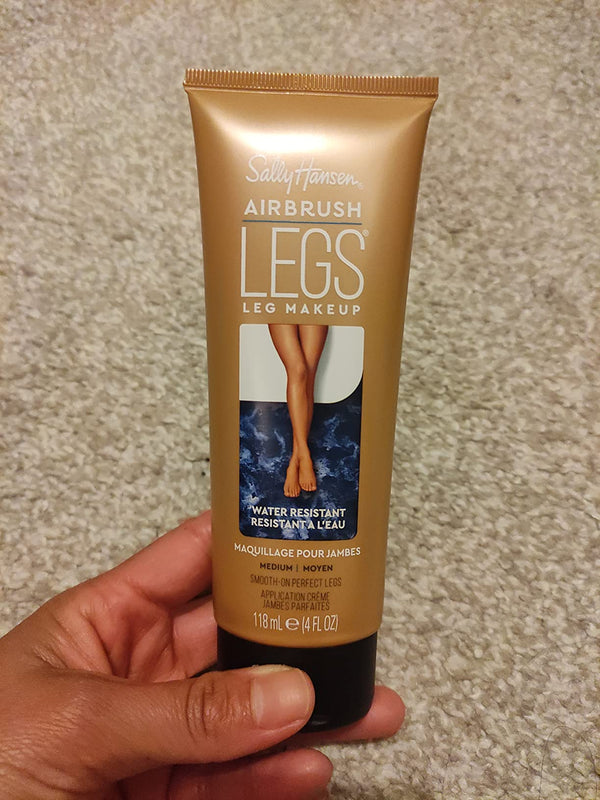 Sally Hansen®
AIRBRUSH
LEGS®
LEG MAKEUP
WATER RESISTANT
RESISTANT À L'EAU
MAQUILLAGE POUR JAMBES
MEDIUM | MOYEN
SMOOTH-ON PERFECT LEGS
APPLICATION CRÈME
JAMBES PARFAITES
118 mL ℮ (4 FL OZ)